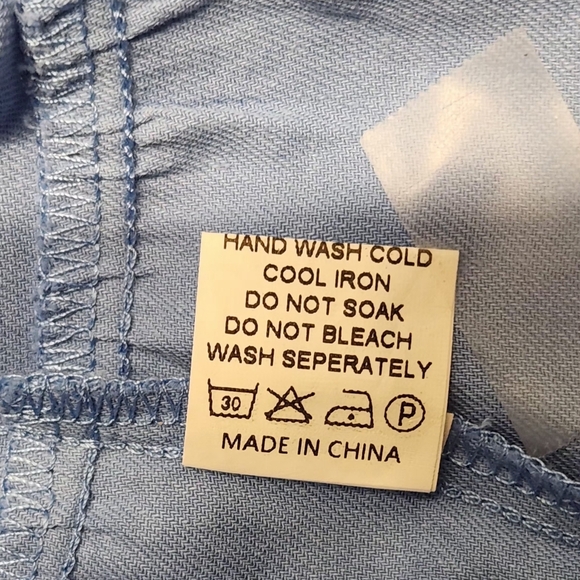 HAND WASH COLD
COOL IRON
DO NOT SOAK
DO NOT BLEACH
WASH SEPERATELY
30 P
MADE IN CHINA